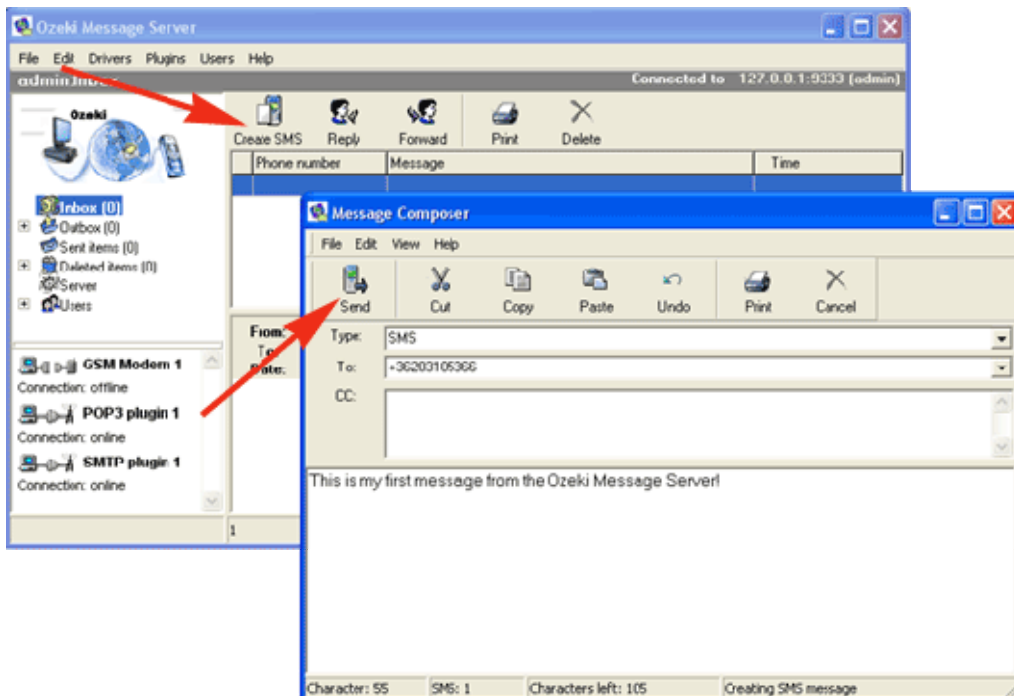 Ozeki Message Server
File Edit Drivers Plugins Users Help
Connected to 127.0.0.1:9333 (admin)
Ozeki
Create SMS Reply Forward Print Delete
Phone number Message Time
Inbox (0)
Outbox (0)
Sent items (0)
Deleted items (0)
Server
Users
GSM Modem 1
Connection: offline
POP3 plugin 1
Connection: online
SMTP plugin 1
Connection: online
From:
To
Date:
1
Message Composer
File Edit View Help
Send Cut Copy Paste Undo Print Cancel
Type: SMS
To: +36203105366
CC:
This is my first message from the Ozeki Message Server!
Character: 55 SMS: 1 Characters left: 105 Creating SMS message